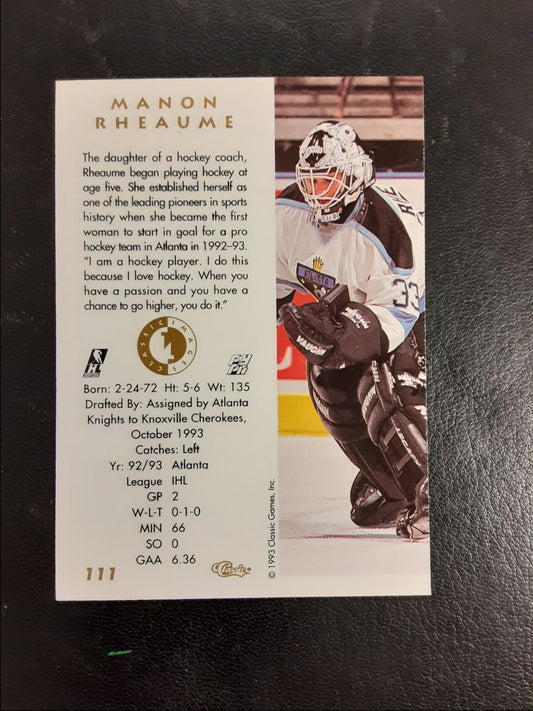 MANON
RHEAUME
The daughter of a hockey coach,
Rheaume began playing hockey at
age five. She established herself as
one of the leading pioneers in sports
history when she became the first
woman to start in goal for a pro
hockey team in Atlanta in 1992–93.
"I am a hockey player. I do this
because I love hockey. When you
have a passion and you have a
chance to go higher, you do it."
CLASSIC IMAGES
Born: 2-24-72 Ht: 5-6 Wt: 135
Drafted By: Assigned by Atlanta
Knights to Knoxville Cherokees,
October 1993
Catches: Left
Yr: 92/93 Atlanta
League IHL
GP 2
W-L-T 0-1-0
MIN 66
SO 0
GAA 6.36
111
Classic
© 1993 Classic Games, Inc.
33
VAUGHN